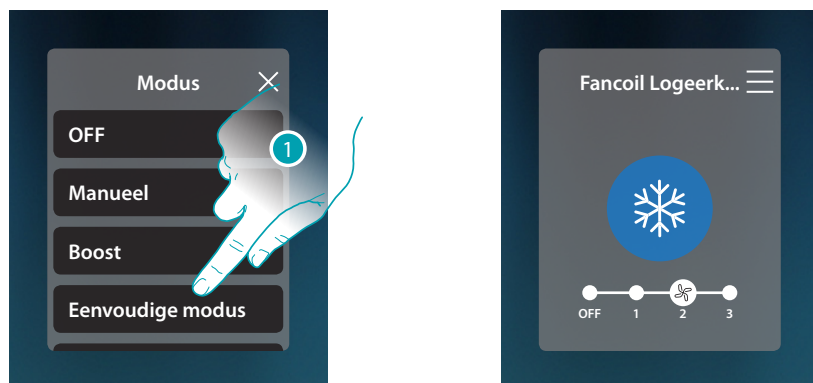 Modus
OFF
Manueel
Boost
Eenvoudige modus
1
Fancoil Logeerk...
OFF 1 2 3